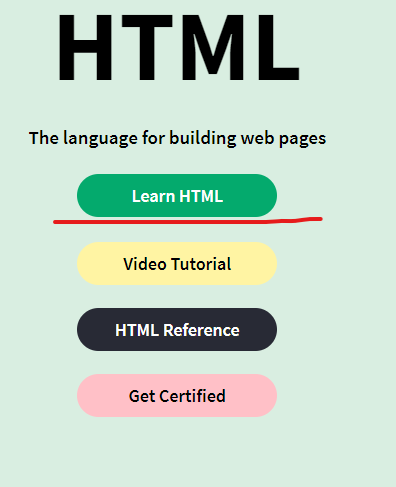 HTML
The language for building web pages
Learn HTML
Video Tutorial
HTML Reference
Get Certified